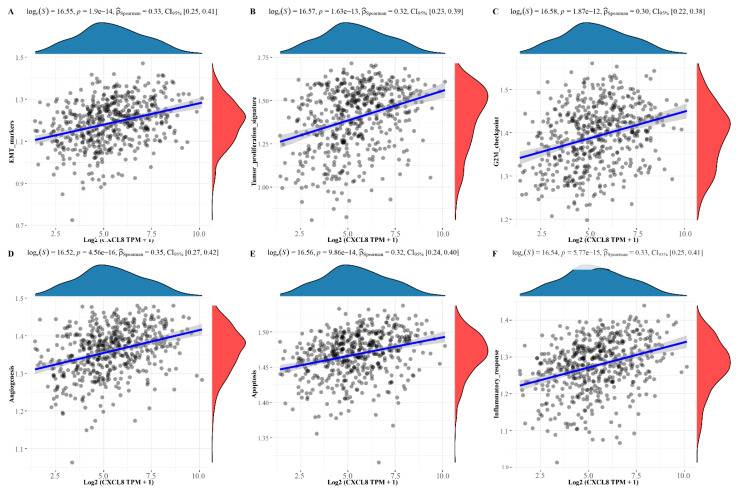 A log_e(S) = 16.55, p = 1.9e−14, ρ̂_Spearman = 0.33, CI_95% [0.25, 0.41]
1.5
1.3
1.1
0.9
0.7
EMT_markers
2.5 5.0 7.5 10.0
Log2 (CXCL8 TPM + 1)
B log_e(S) = 16.57, p = 1.63e−13, ρ̂_Spearman = 0.32, CI_95% [0.23, 0.39]
1.75
1.50
1.25
1.00
Tumor_proliferation_signature
2.5 5.0 7.5 10.0
Log2 (CXCL8 TPM + 1)
C log_e(S) = 16.58, p = 1.87e−12, ρ̂_Spearman = 0.30, CI_95% [0.22, 0.38]
1.5
1.4
1.3
1.2
G2M_checkpoint
2.5 5.0 7.5 10.0
Log2 (CXCL8 TPM + 1)
D log_e(S) = 16.52, p = 4.56e−16, ρ̂_Spearman = 0.35, CI_95% [0.27, 0.42]
1.5
1.4
1.3
1.2
1.1
Angiogenesis
2.5 5.0 7.5 10.0
Log2 (CXCL8 TPM + 1)
E log_e(S) = 16.56, p = 9.86e−14, ρ̂_Spearman = 0.32, CI_95% [0.24, 0.40]
1.50
1.45
1.40
1.35
Apoptosis
2.5 5.0 7.5 10.0
Log2 (CXCL8 TPM + 1)
F log_e(S) = 16.54, p = 5.77e−15, ρ̂_Spearman = 0.33, CI_95% [0.25, 0.41]
1.4
1.3
1.2
1.1
1.0
Inflammatory_response
2.5 5.0 7.5 10.0
Log2 (CXCL8 TPM + 1)